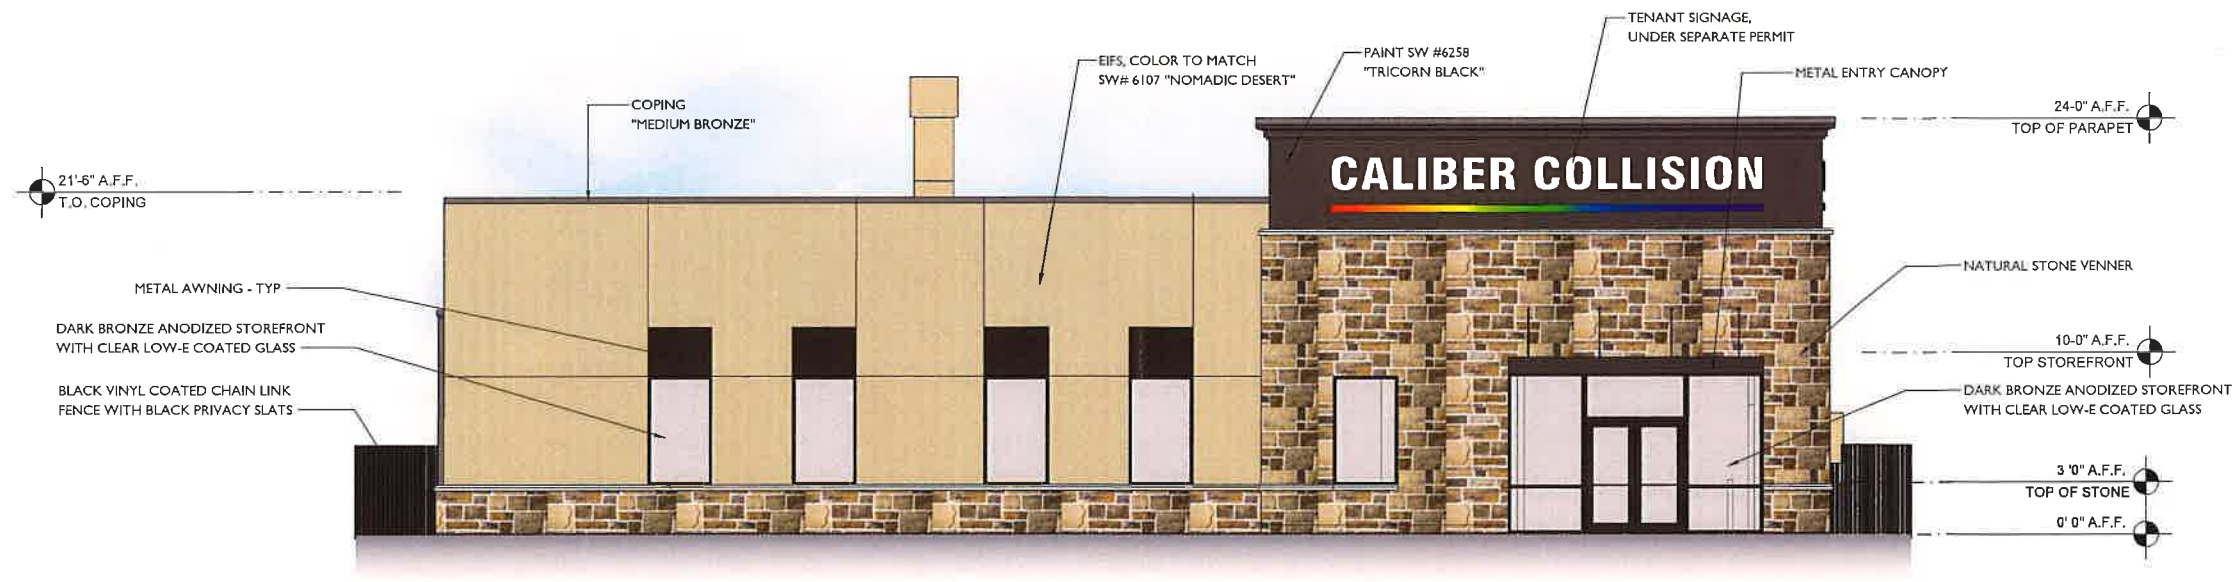 TENANT SIGNAGE,
UNDER SEPARATE PERMIT
PAINT SW #6258
"TRICORN BLACK"
EIFS, COLOR TO MATCH
SW# 6107 "NOMADIC DESERT"
METAL ENTRY CANOPY
COPING
"MEDIUM BRONZE"
24-0" A.F.F.
TOP OF PARAPET
21'-6" A.F.F.
T.O. COPING
CALIBER COLLISION
NATURAL STONE VENNER
METAL AWNING - TYP
DARK BRONZE ANODIZED STOREFRONT
WITH CLEAR LOW-E COATED GLASS
10-0" A.F.F.
TOP STOREFRONT
BLACK VINYL COATED CHAIN LINK
FENCE WITH BLACK PRIVACY SLATS
DARK BRONZE ANODIZED STOREFRONT
WITH CLEAR LOW-E COATED GLASS
3 '0" A.F.F.
TOP OF STONE
0' 0" A.F.F.